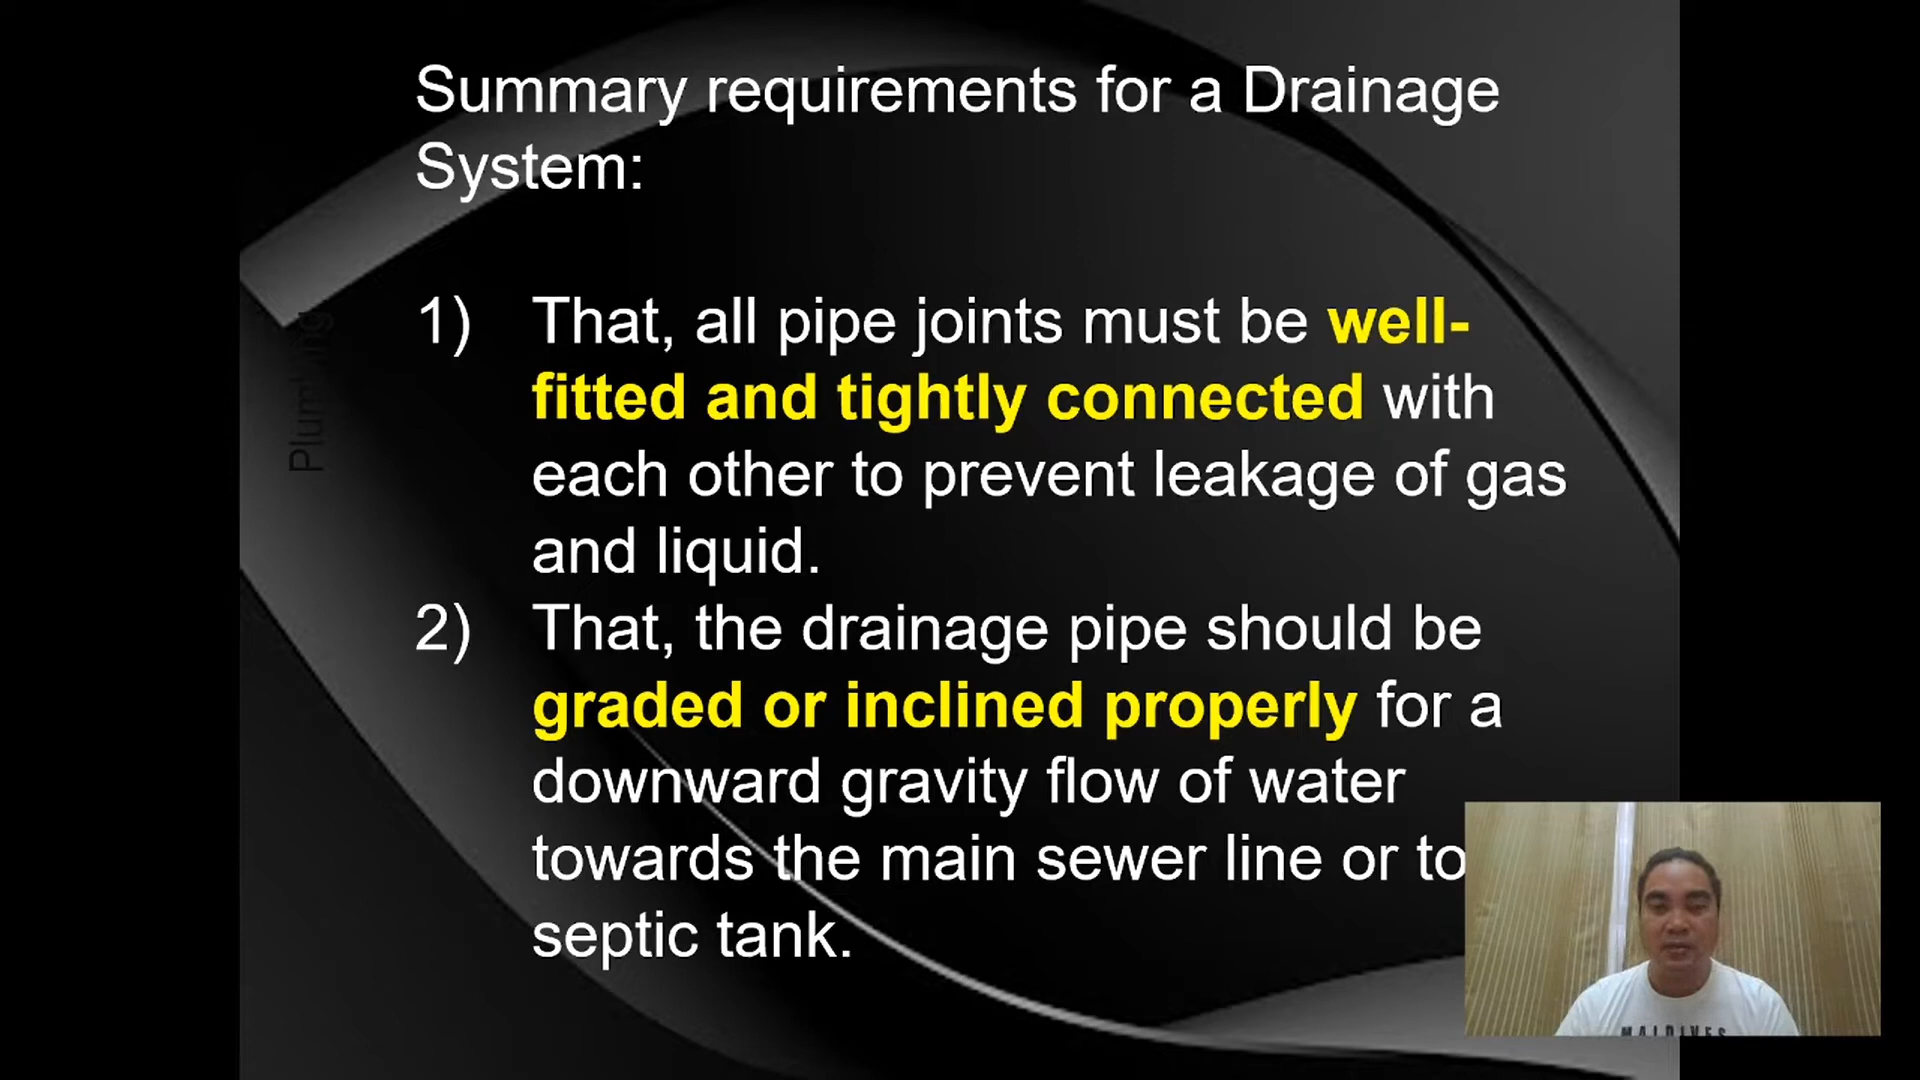 Summary requirements for a Drainage
System:
1) That, all pipe joints must be well-
fitted and tightly connected with
each other to prevent leakage of gas
and liquid.
2) That, the drainage pipe should be
graded or inclined properly for a
downward gravity flow of water
towards the main sewer line or to
septic tank.
Plumbing
MALDIVES